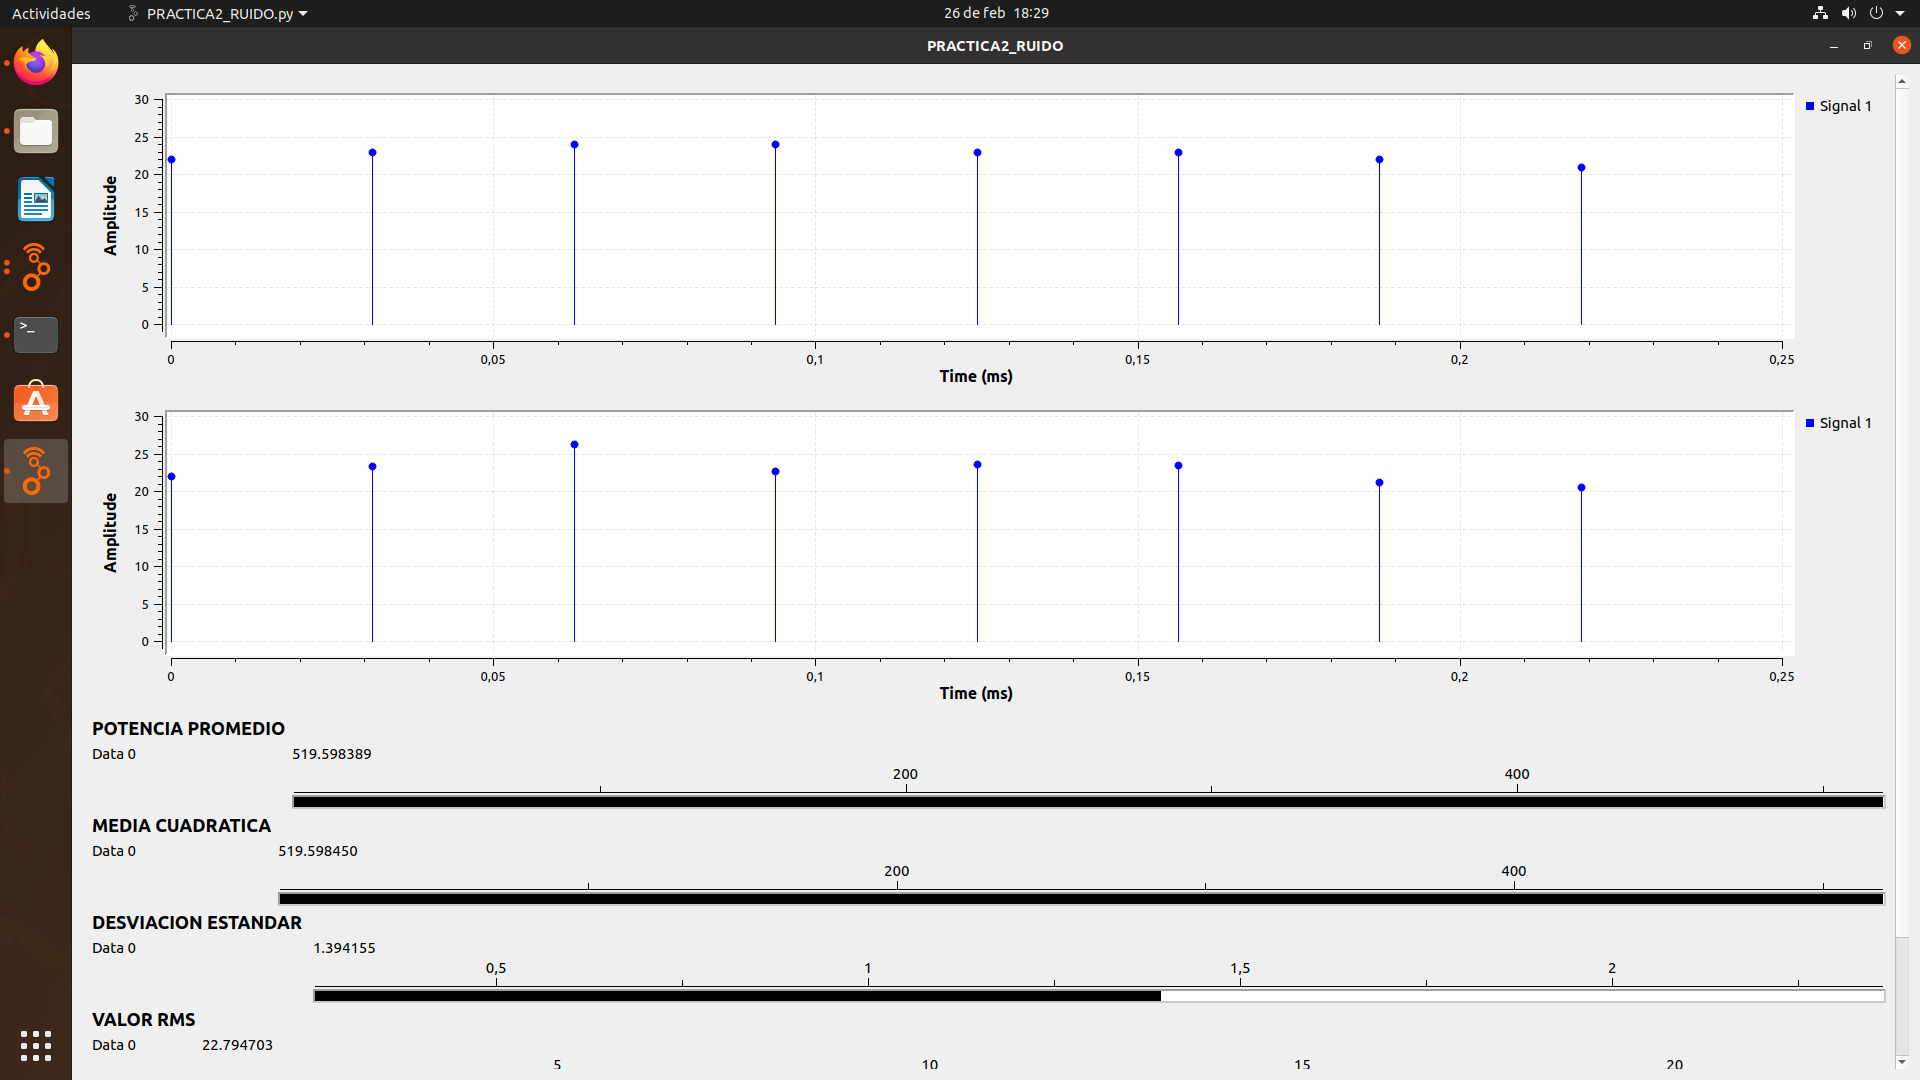 Actividades PRACTICA2_RUIDO.py 26 de feb 18:29
PRACTICA2_RUIDO
30
25
20
15
10
5
0
Amplitude
Signal 1
0 0,05 0,1 0,15 0,2 0,25
Time (ms)
30
25
20
15
10
5
0
Amplitude
Signal 1
0 0,05 0,1 0,15 0,2 0,25
Time (ms)
POTENCIA PROMEDIO
Data 0 519.598389
200 400
MEDIA CUADRATICA
Data 0 519.598450
200 400
DESVIACION ESTANDAR
Data 0 1.394155
0,5 1 1,5 2
VALOR RMS
Data 0 22.794703
5 10 15 20